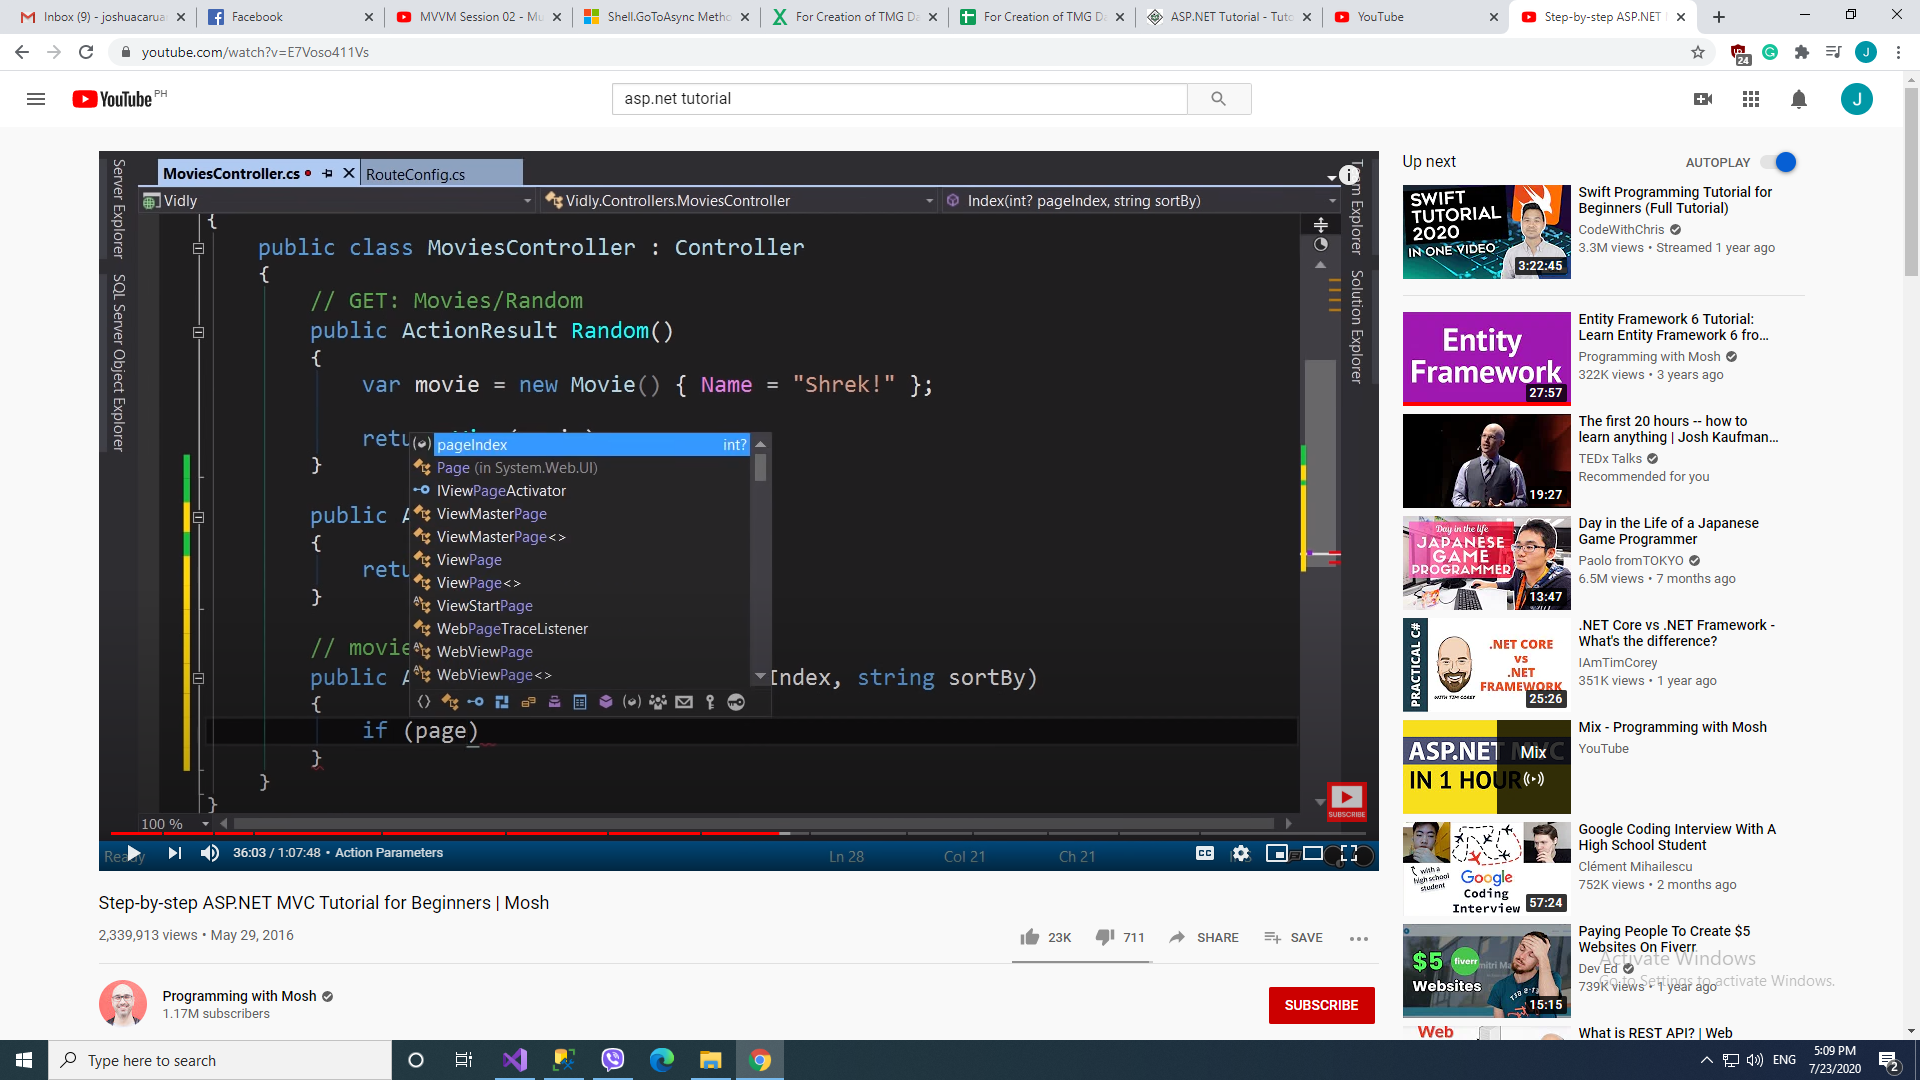 Inbox (9) - joshuacarua
Facebook
MVVM Session 02 - Mu
Shell.GoToAsync Metho
For Creation of TMG Da
For Creation of TMG Da
ASP.NET Tutorial - Tuto
YouTube
Step-by-step ASP.NET
youtube.com/watch?v=E7Voso411Vs
24
J
YouTube PH
asp.net tutorial
J
MoviesController.cs
RouteConfig.cs
Server Explorer
SQL Server Object Explorer
Solution Explorer
Vidly
Vidly.Controllers.MoviesController
Index(int? pageIndex, string sortBy)
{
public class MoviesController : Controller
{
// GET: Movies/Random
public ActionResult Random()
{
var movie = new Movie() { Name = "Shrek!" };
retu
}
pageIndex int?
Page (in System.Web.UI)
IViewPageActivator
ViewMasterPage
ViewMasterPage<>
ViewPage
ViewPage<>
ViewStartPage
WebPageTraceListener
WebViewPage
WebViewPage<>
public A
{
retu
}
// movie
public A Index, string sortBy)
{
if (page)
}
}
}
100 %
SUBSCRIBE
Ready
36:03 / 1:07:48 • Action Parameters
Ln 28
Col 21
Ch 21
CC
Step-by-step ASP.NET MVC Tutorial for Beginners | Mosh
2,339,913 views • May 29, 2016
23K
711
SHARE
SAVE
Programming with Mosh
1.17M subscribers
SUBSCRIBE
Up next
AUTOPLAY
SWIFT
TUTORIAL
2020
IN ONE VIDEO
3:22:45
Swift Programming Tutorial for
Beginners (Full Tutorial)
CodeWithChris
3.3M views • Streamed 1 year ago
Entity
Framework
27:57
Entity Framework 6 Tutorial:
Learn Entity Framework 6 fro…
Programming with Mosh
322K views • 3 years ago
19:27
The first 20 hours -- how to
learn anything | Josh Kaufman…
TEDx Talks
Recommended for you
Day in the life
JAPANESE
GAME
PROGRAMMER
13:47
Day in the Life of a Japanese
Game Programmer
Paolo fromTOKYO
6.5M views • 7 months ago
PRACTICAL C#
WITH TIM COREY
.NET CORE
vs
.NET
FRAMEWORK
25:26
.NET Core vs .NET Framework -
What's the difference?
IAmTimCorey
351K views • 1 year ago
ASP.NET MVC
IN 1 HOUR
Mix
Mix - Programming with Mosh
YouTube
with a
high school
student
Google
Coding
Interview
57:24
Google Coding Interview With A
High School Student
Clément Mihailescu
752K views • 2 months ago
$5
fiverr
Websites
15:15
Paying People To Create $5
Websites On Fiverr
Dev Ed
739K views • 1 year ago
Activate Windows
Go to Settings to activate Windows.
Web
What is REST API? | Web
Type here to search
ENG
5:09 PM
7/23/2020
2